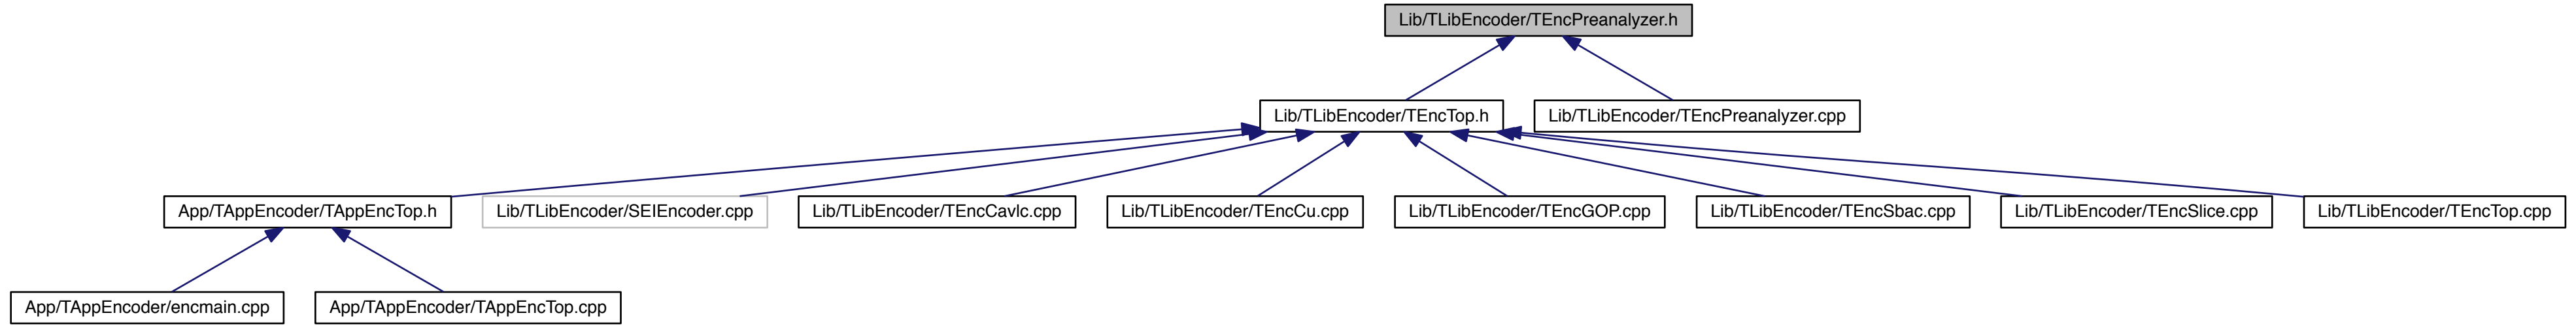 Lib/TLibEncoder/TEncPreanalyzer.h
Lib/TLibEncoder/TEncTop.h
Lib/TLibEncoder/TEncPreanalyzer.cpp
App/TAppEncoder/TAppEncTop.h
Lib/TLibEncoder/SEIEncoder.cpp
Lib/TLibEncoder/TEncCavlc.cpp
Lib/TLibEncoder/TEncCu.cpp
Lib/TLibEncoder/TEncGOP.cpp
Lib/TLibEncoder/TEncSbac.cpp
Lib/TLibEncoder/TEncSlice.cpp
Lib/TLibEncoder/TEncTop.cpp
App/TAppEncoder/encmain.cpp
App/TAppEncoder/TAppEncTop.cpp